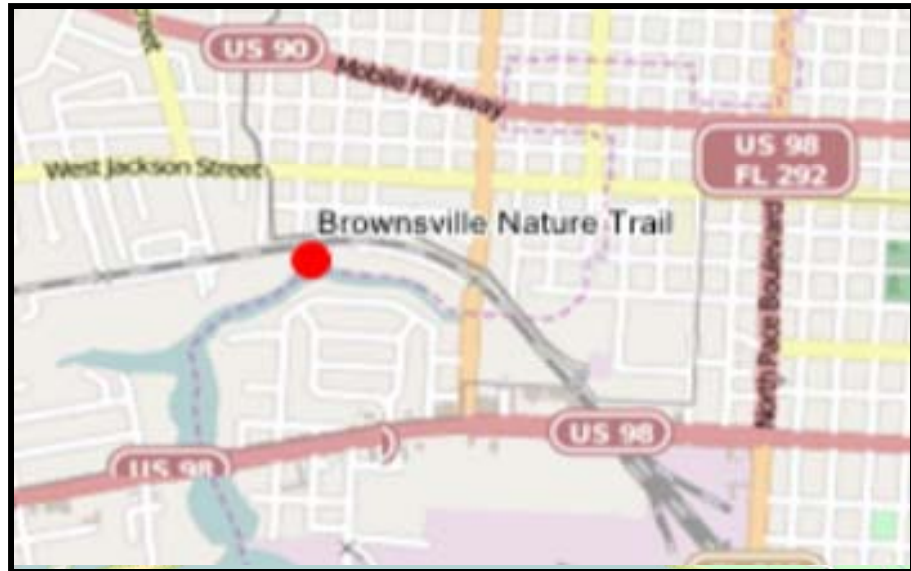 US 90
Mobile Highway
West Jackson Street
US 98
FL 292
Brownsville Nature Trail
North Pace Boulevard
US 98
US 98